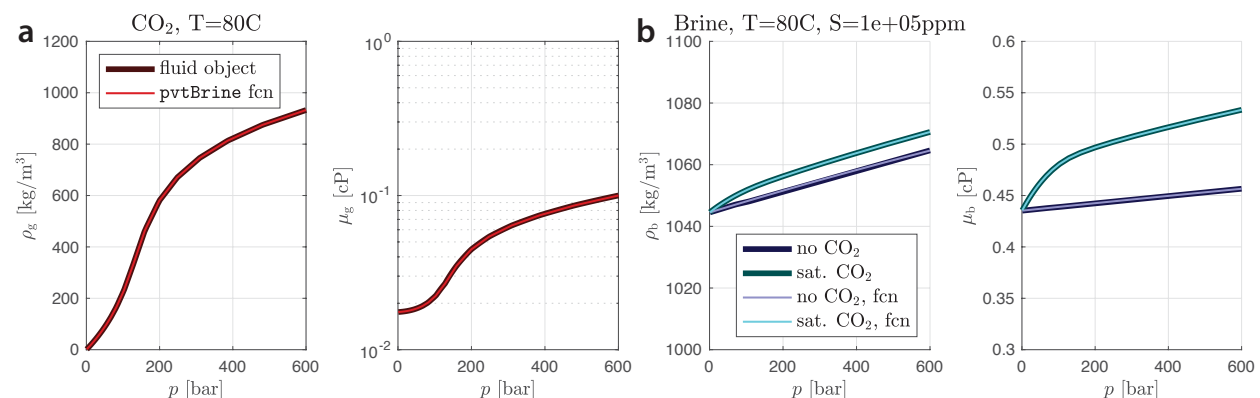 a
CO₂, T=80C
1200
1000
800
600
400
200
0
ρg [kg/m³]
0
200
400
600
p [bar]
fluid object
pvtBrine fcn
10⁰
10⁻¹
10⁻²
μg [cP]
0
200
400
600
p [bar]
b
Brine, T=80C, S=1e+05ppm
1100
1080
1060
1040
1020
1000
ρb [kg/m³]
no CO₂
sat. CO₂
no CO₂, fcn
sat. CO₂, fcn
0
200
400
600
p [bar]
0.6
0.55
0.5
0.45
0.4
0.35
0.3
μb [cP]
0
200
400
600
p [bar]